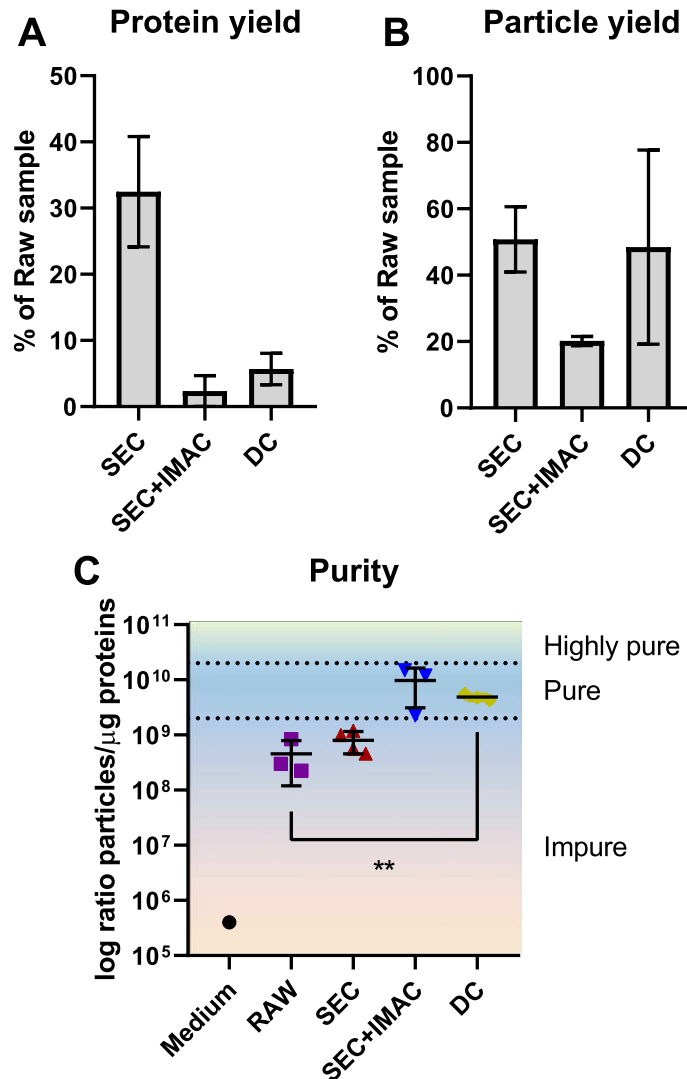 A
Protein yield
% of Raw sample
50
40
30
20
10
0
SEC
SEC+IMAC
DC
B
Particle yield
% of Raw sample
100
80
60
40
20
0
SEC
SEC+IMAC
DC
C
Purity
log ratio particles/μg proteins
10¹¹
10¹⁰
10⁹
10⁸
10⁷
10⁶
10⁵
Highly pure
Pure
Impure
**
Medium
RAW
SEC
SEC+IMAC
DC